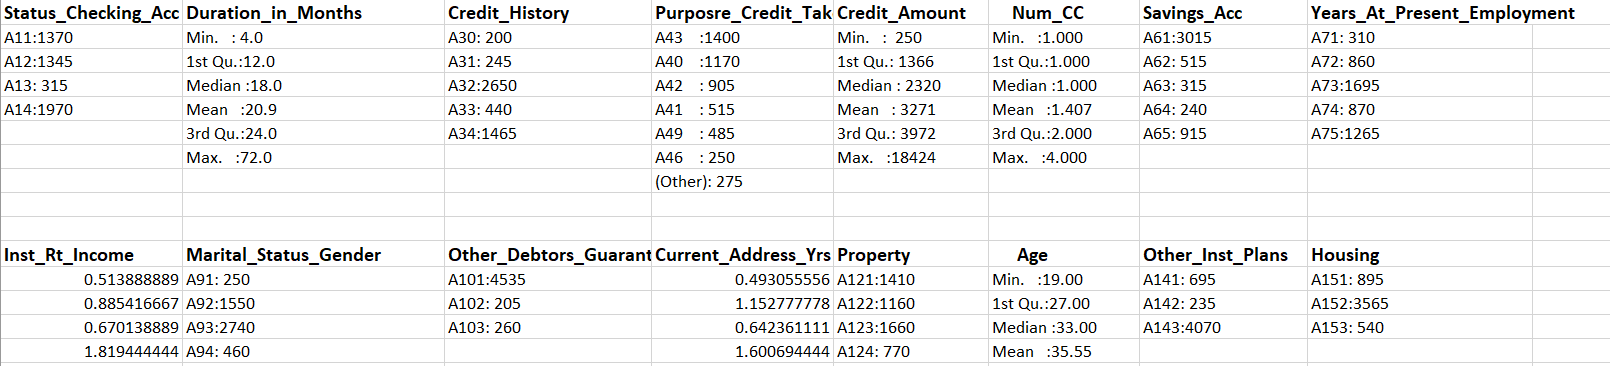 Status_Checking_Acc Duration_in_Months Credit_History Purposre_Credit_Tak Credit_Amount Num_CC Savings_Acc Years_At_Present_Employment
A11:1370 Min. : 4.0 A30: 200 A43 :1400 Min. : 250 Min. :1.000 A61:3015 A71: 310
A12:1345 1st Qu.:12.0 A31: 245 A40 :1170 1st Qu.: 1366 1st Qu.:1.000 A62: 515 A72: 860
A13: 315 Median :18.0 A32:2650 A42 : 905 Median : 2320 Median :1.000 A63: 315 A73:1695
A14:1970 Mean :20.9 A33: 440 A41 : 515 Mean : 3271 Mean :1.407 A64: 240 A74: 870
3rd Qu.:24.0 A34:1465 A49 : 485 3rd Qu.: 3972 3rd Qu.:2.000 A65: 915 A75:1265
Max. :72.0 A46 : 250 Max. :18424 Max. :4.000
(Other): 275
Inst_Rt_Income Marital_Status_Gender Other_Debtors_Guarant Current_Address_Yrs Property Age Other_Inst_Plans Housing
0.513888889 A91: 250 A101:4535 0.493055556 A121:1410 Min. :19.00 A141: 695 A151: 895
0.885416667 A92:1550 A102: 205 1.152777778 A122:1160 1st Qu.:27.00 A142: 235 A152:3565
0.670138889 A93:2740 A103: 260 0.642361111 A123:1660 Median :33.00 A143:4070 A153: 540
1.819444444 A94: 460 1.600694444 A124: 770 Mean :35.55